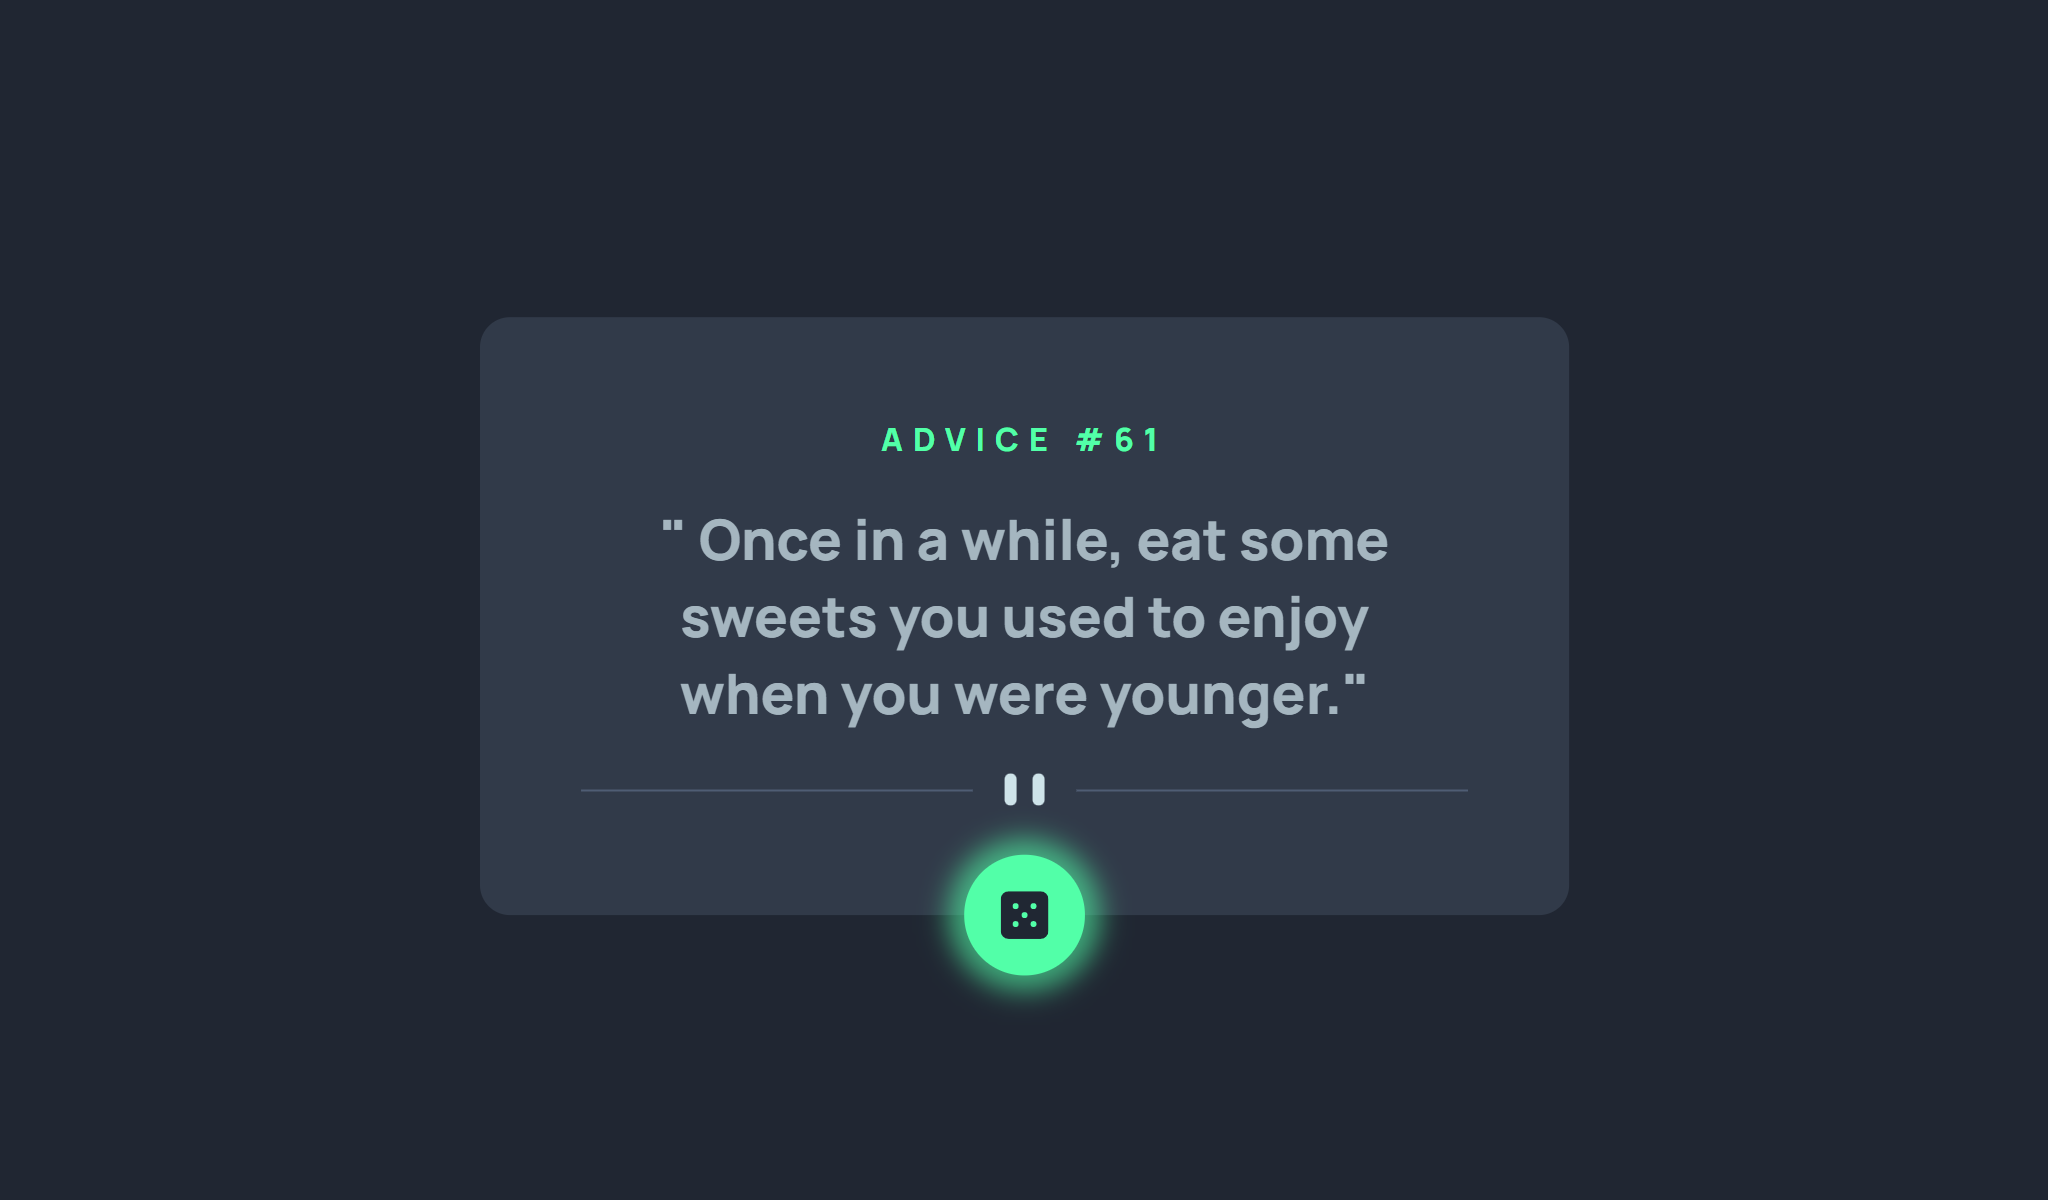 ADVICE #61
" Once in a while, eat some
sweets you used to enjoy
when you were younger."